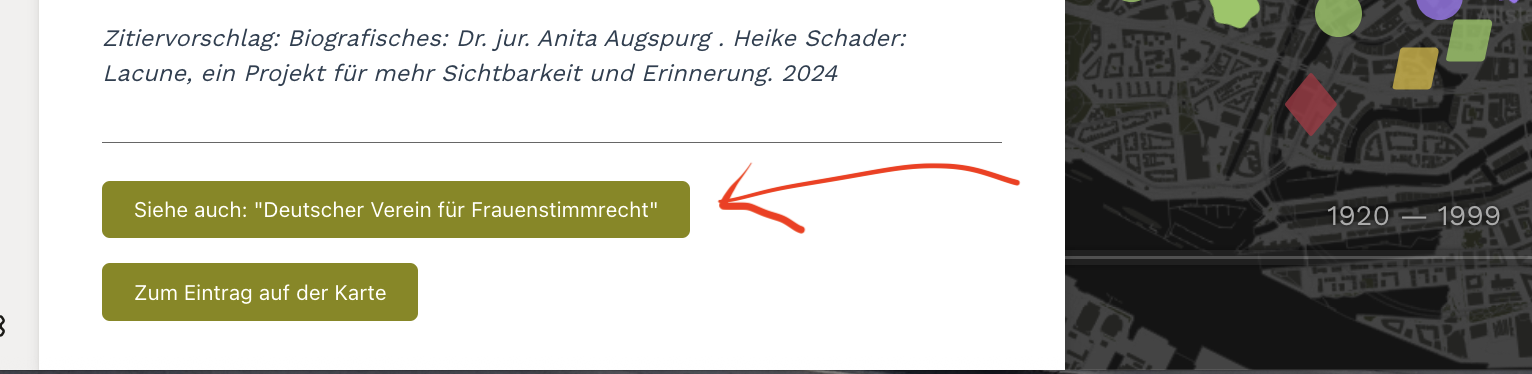 Zitiervorschlag: Biografisches: Dr. jur. Anita Augspurg . Heike Schader:
Lacune, ein Projekt für mehr Sichtbarkeit und Erinnerung. 2024
Siehe auch: "Deutscher Verein für Frauenstimmrecht"
Zum Eintrag auf der Karte
1920 — 1999